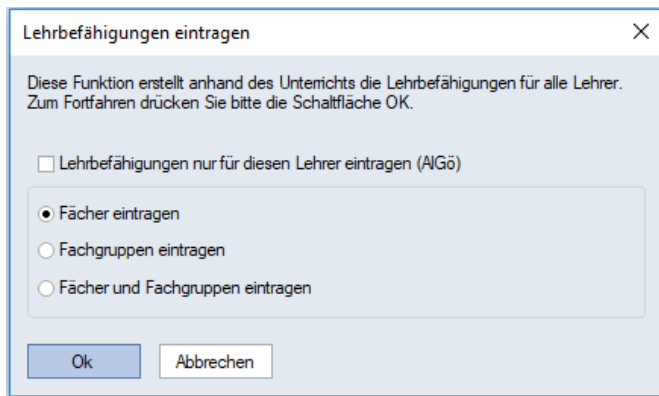 Lehrbefähigungen eintragen
Diese Funktion erstellt anhand des Unterrichts die Lehrbefähigungen für alle Lehrer.
Zum Fortfahren drücken Sie bitte die Schaltfläche OK.
Lehrbefähigungen nur für diesen Lehrer eintragen (AlGö)
Fächer eintragen
Fachgruppen eintragen
Fächer und Fachgruppen eintragen
Ok
Abbrechen